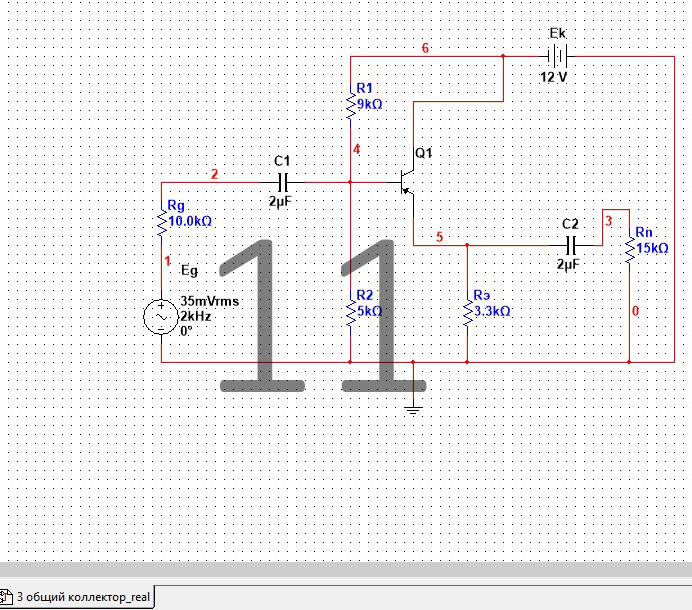 Ek
6
12 V
R1
9kΩ
Q1
4
C1
2
2µF
Rg
10.0kΩ
C2
3
Rn
15kΩ
5
2µF
1
Eg
11
35mVrms
2kHz
0°
R2
5kΩ
Rэ
3.3kΩ
0
3 общий коллектор_real